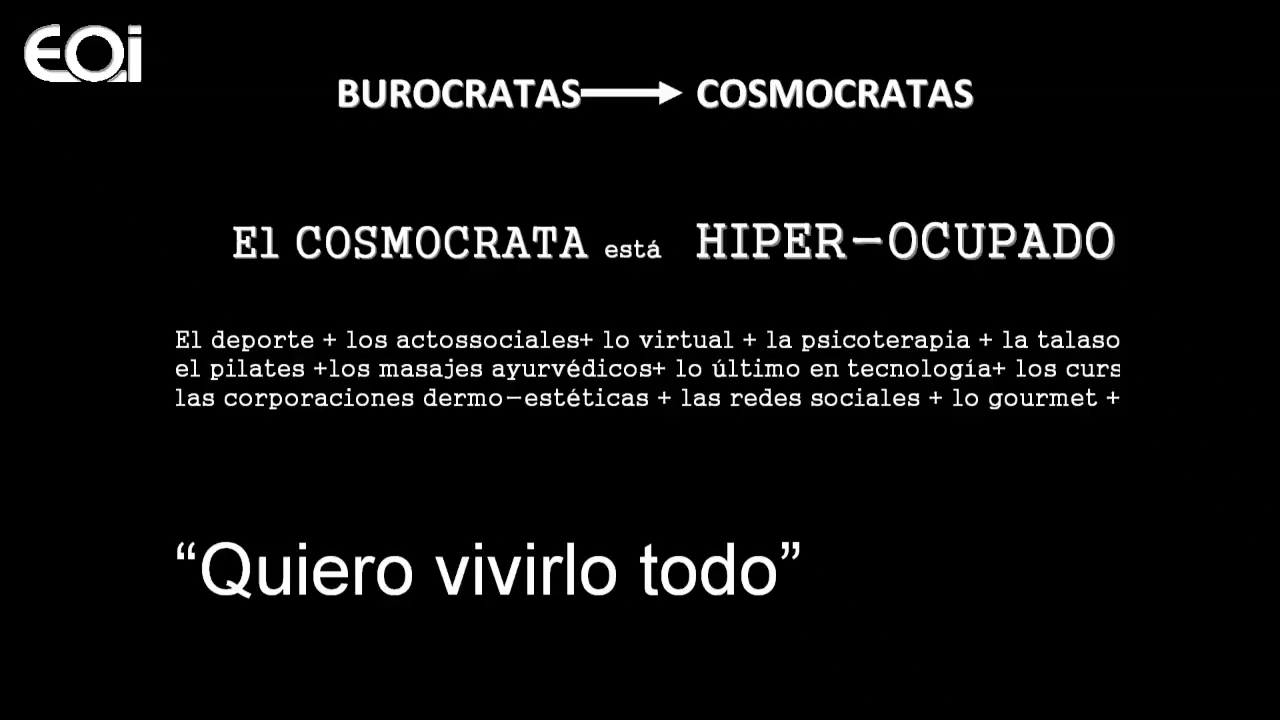 EOi
BUROCRATAS COSMOCRATAS
El COSMOCRATA está HIPER-OCUPADO
El deporte + los actossociales+ lo virtual + la psicoterapia + la talaso
el pilates +los masajes ayurvédicos+ lo último en tecnología+ los curs
las corporaciones dermo-estéticas + las redes sociales + lo gourmet +
“Quiero vivirlo todo”